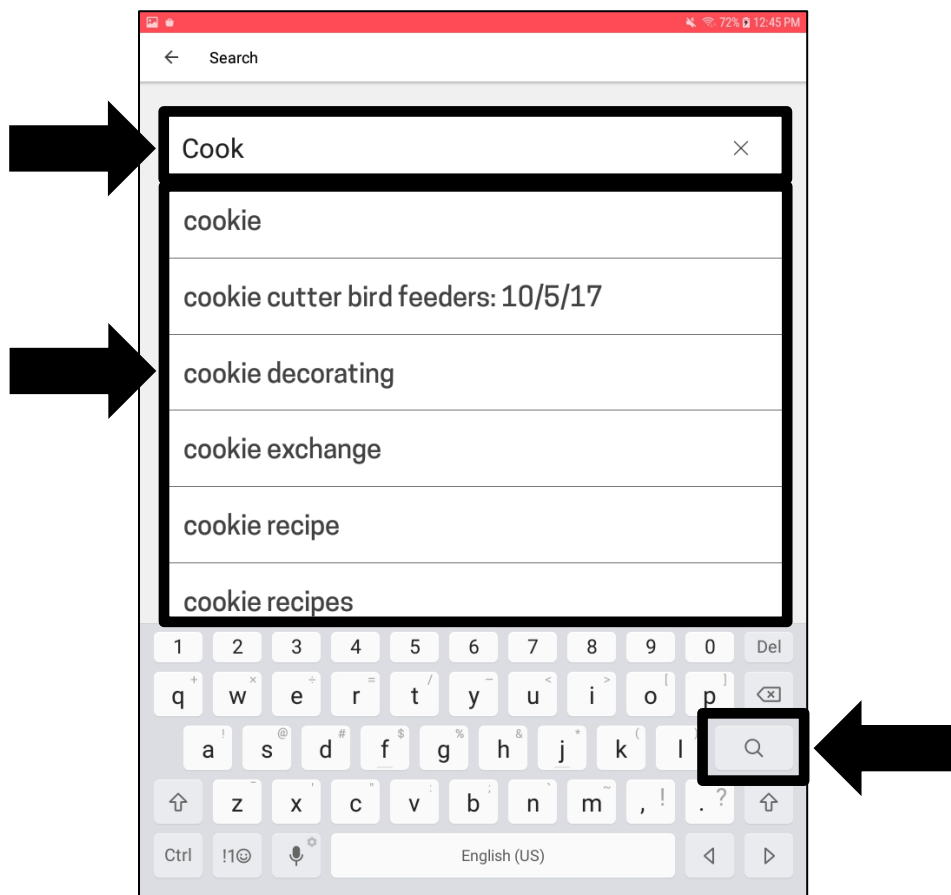 72% 12:45 PM
Search
Cook
cookie
cookie cutter bird feeders: 10/5/17
cookie decorating
cookie exchange
cookie recipe
cookie recipes
1 2 3 4 5 6 7 8 9 0 Del
q + w × e ÷ r = t / y _ u < i > o [ p ]
a ! s @ d # f $ g % h & j * k ( l )
z - x ' c " v : b ; n ^ m ~ , ! . ?
Ctrl !1☺ English (US)